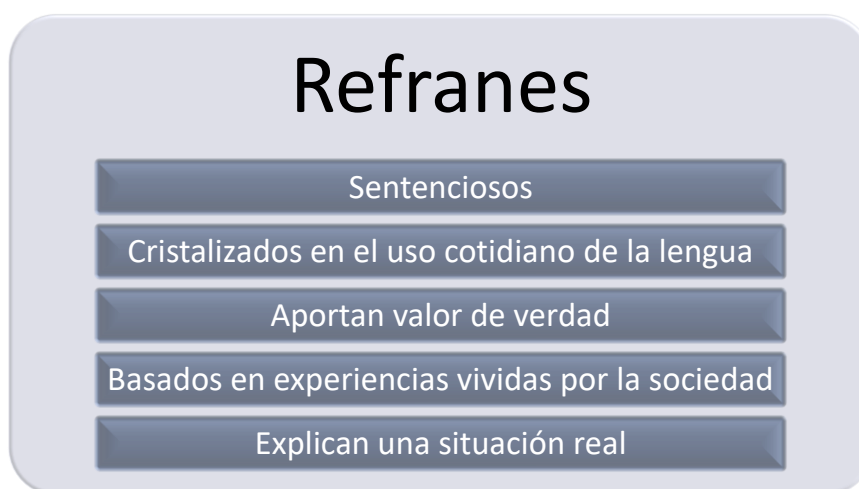 Refranes
Sentenciosos
Cristalizados en el uso cotidiano de la lengua
Aportan valor de verdad
Basados en experiencias vividas por la sociedad
Explican una situación real